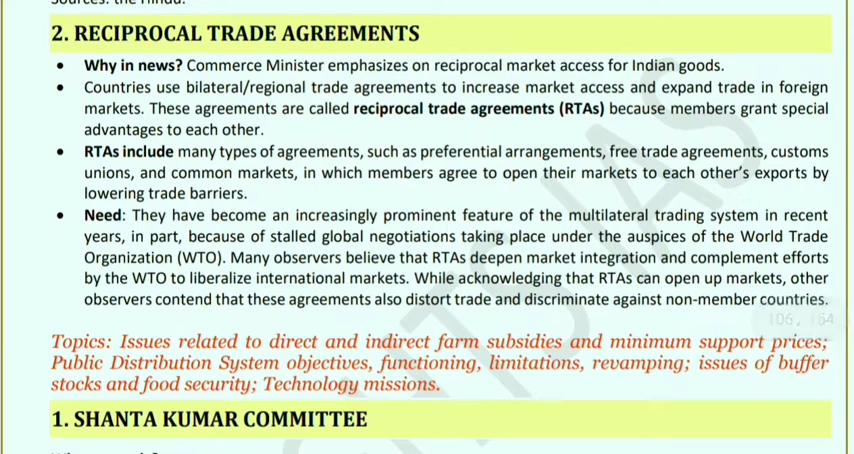 2. RECIPROCAL TRADE AGREEMENTS
• Why in news? Commerce Minister emphasizes on reciprocal market access for Indian goods.
• Countries use bilateral/regional trade agreements to increase market access and expand trade in foreign
markets. These agreements are called reciprocal trade agreements (RTAs) because members grant special
advantages to each other.
• RTAs include many types of agreements, such as preferential arrangements, free trade agreements, customs
unions, and common markets, in which members agree to open their markets to each other's exports by
lowering trade barriers.
• Need: They have become an increasingly prominent feature of the multilateral trading system in recent
years, in part, because of stalled global negotiations taking place under the auspices of the World Trade
Organization (WTO). Many observers believe that RTAs deepen market integration and complement efforts
by the WTO to liberalize international markets. While acknowledging that RTAs can open up markets, other
observers contend that these agreements also distort trade and discriminate against non-member countries.
Topics: Issues related to direct and indirect farm subsidies and minimum support prices;
Public Distribution System objectives, functioning, limitations, revamping; issues of buffer
stocks and food security; Technology missions.
1. SHANTA KUMAR COMMITTEE